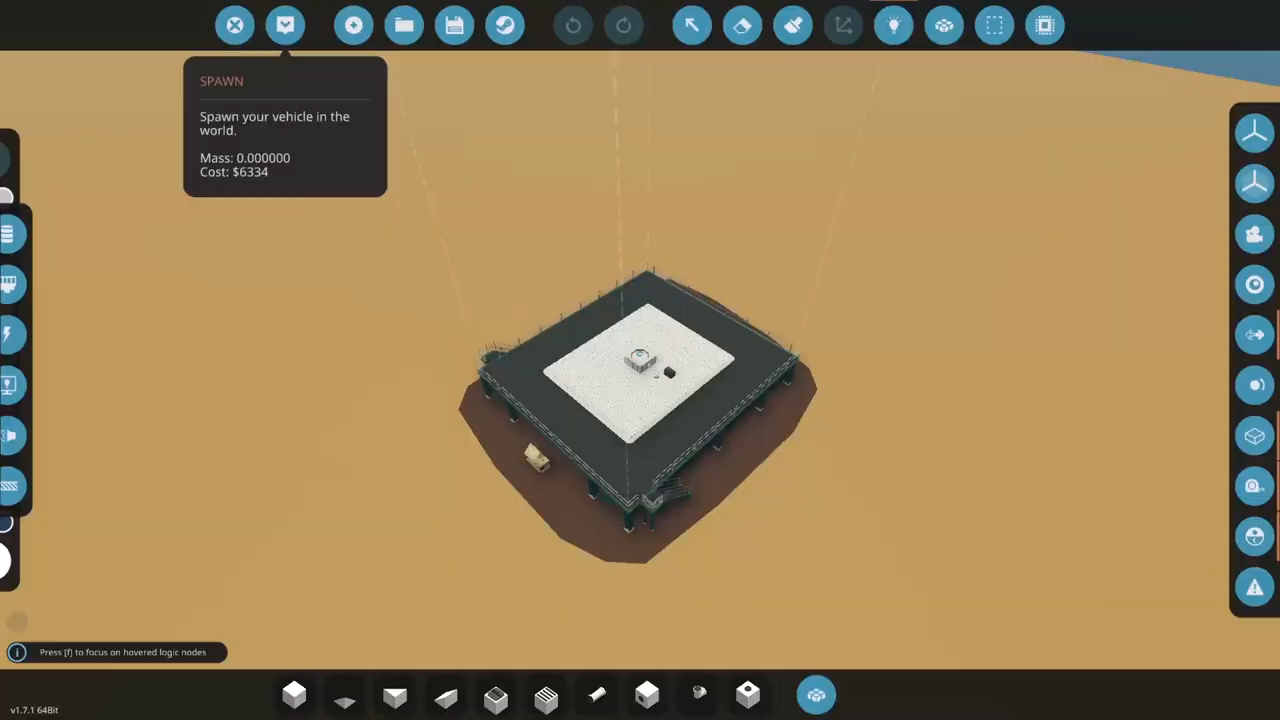 SPAWN
Spawn your vehicle in the
world.
Mass: 0.000000
Cost: $6334
Press [f] to focus on hovered logic nodes
v1.7.1 64Bit